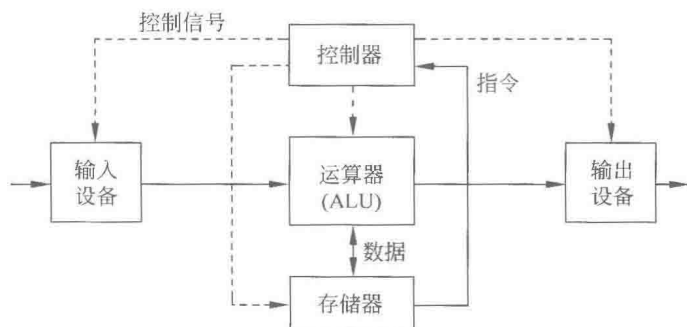 控制信号
控制器
指令
输入
设备
运算器
(ALU)
输出
设备
数据
存储器